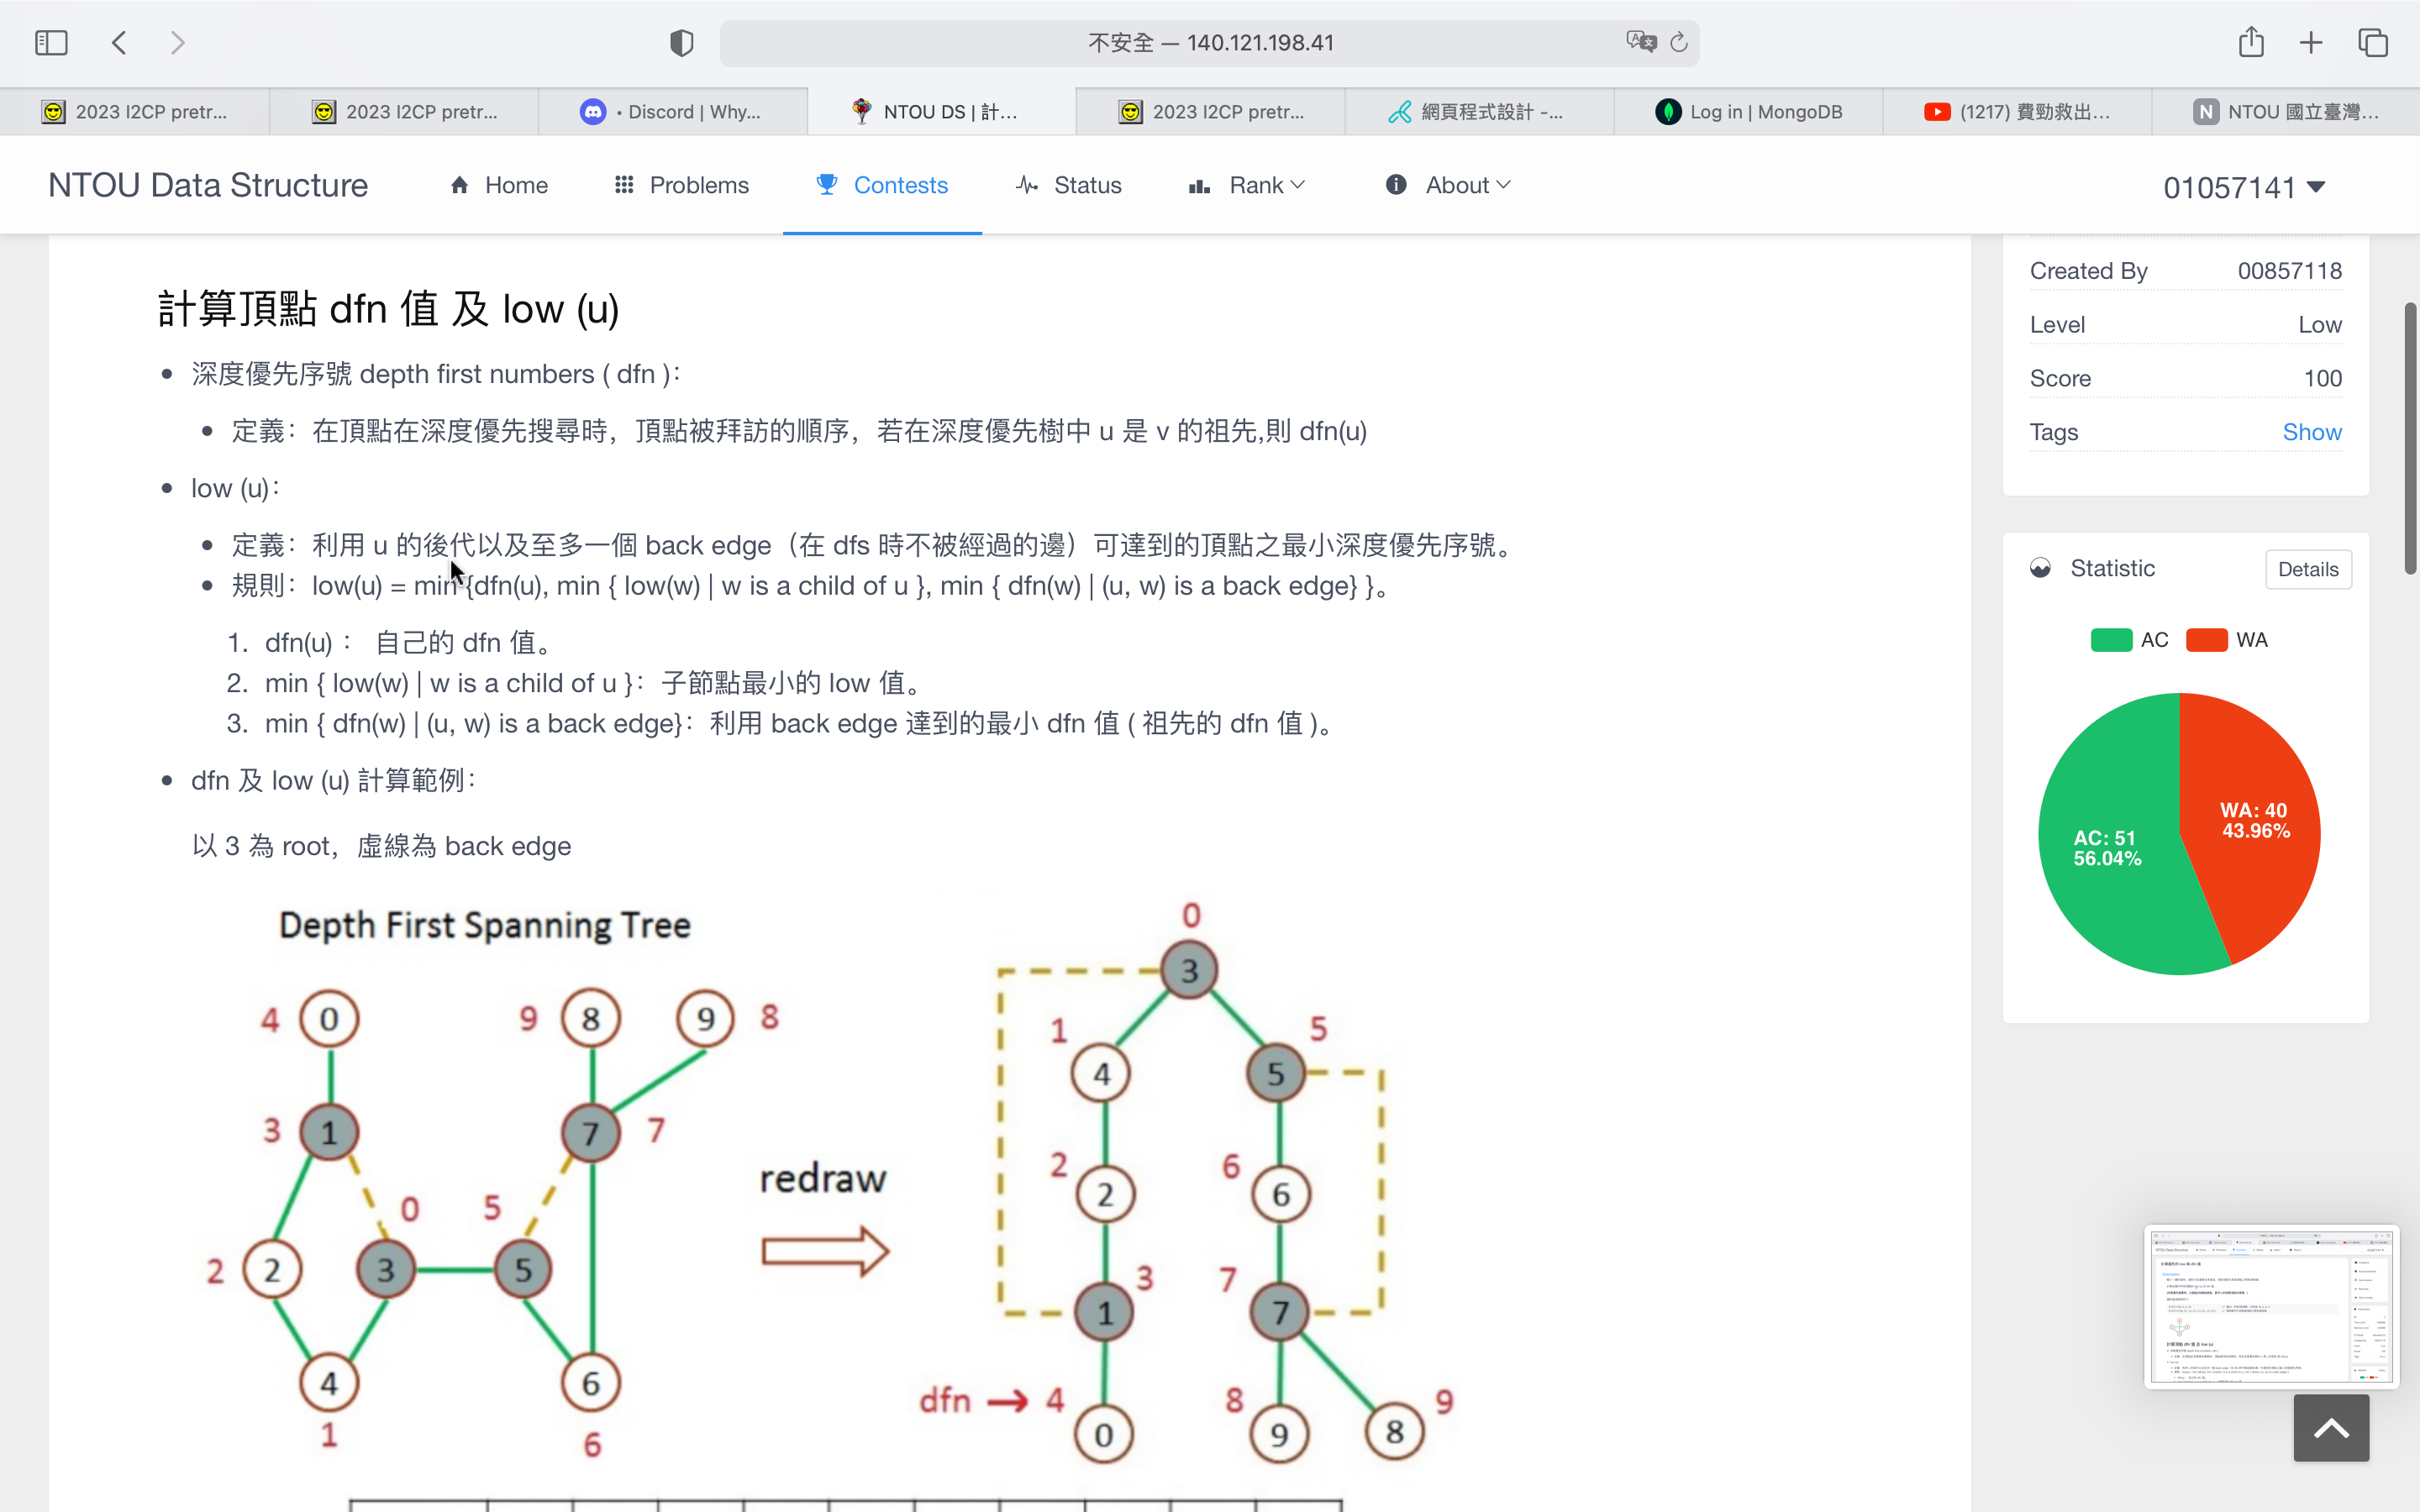 不安全 — 140.121.198.41
2023 I2CP pretr...
2023 I2CP pretr...
• Discord | Why...
NTOU DS | 計...
2023 I2CP pretr...
網頁程式設計 -...
Log in | MongoDB
(1217) 費勁救出...
N NTOU 國立臺灣...
NTOU Data Structure
Home
Problems
Contests
Status
Rank
About
01057141
計算頂點 dfn 值 及 low (u)
• 深度優先序號 depth first numbers ( dfn )：
• 定義：在頂點在深度優先搜尋時，頂點被拜訪的順序，若在深度優先樹中 u 是 v 的祖先,則 dfn(u)
• low (u)：
• 定義：利用 u 的後代以及至多一個 back edge（在 dfs 時不被經過的邊）可達到的頂點之最小深度優先序號。
• 規則：low(u) = min {dfn(u), min { low(w) | w is a child of u }, min { dfn(w) | (u, w) is a back edge} }。
1. dfn(u)： 自己的 dfn 值。
2. min { low(w) | w is a child of u }：子節點最小的 low 值。
3. min { dfn(w) | (u, w) is a back edge}：利用 back edge 達到的最小 dfn 值 ( 祖先的 dfn 值 )。
• dfn 及 low (u) 計算範例：
以 3 為 root，虛線為 back edge
Depth First Spanning Tree
4 0 9 8 9 8
3 1 7 7
0 5
2 2 3 5
4 6
1 6
redraw
0
3
1 5
4 5
2 6
2 6
3 7
1 7
dfn → 4 8 9
0 9 8
Created By 00857118
Level Low
Score 100
Tags Show
Statistic Details
AC WA
WA: 40
43.96%
AC: 51
56.04%